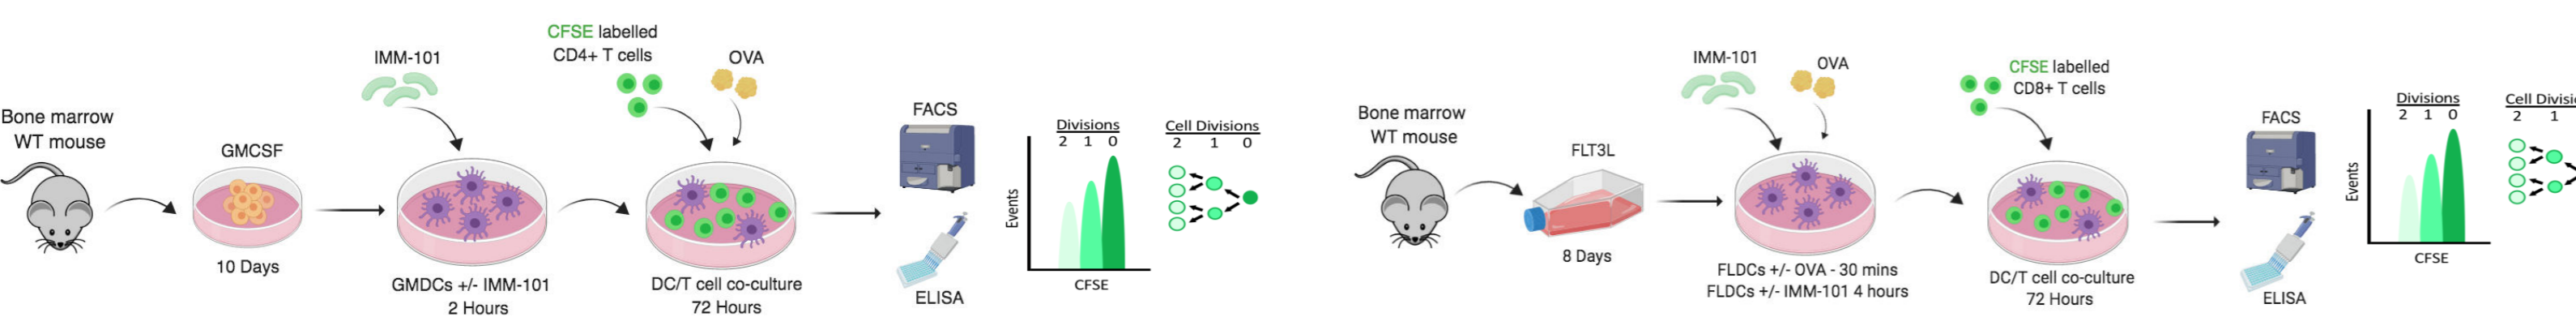 Bone marrow
WT mouse
GMCSF
10 Days
IMM-101
GMDCs +/- IMM-101
2 Hours
CFSE labelled
CD4+ T cells
OVA
DC/T cell co-culture
72 Hours
FACS
ELISA
Divisions
2 1 0
Events
CFSE
Cell Divisions
2 1 0
Bone marrow
WT mouse
FLT3L
8 Days
IMM-101
OVA
FLDCs +/- OVA - 30 mins
FLDCs +/- IMM-101 4 hours
CFSE labelled
CD8+ T cells
DC/T cell co-culture
72 Hours
FACS
ELISA
Divisions
2 1 0
Events
CFSE
Cell Divisio
2 1